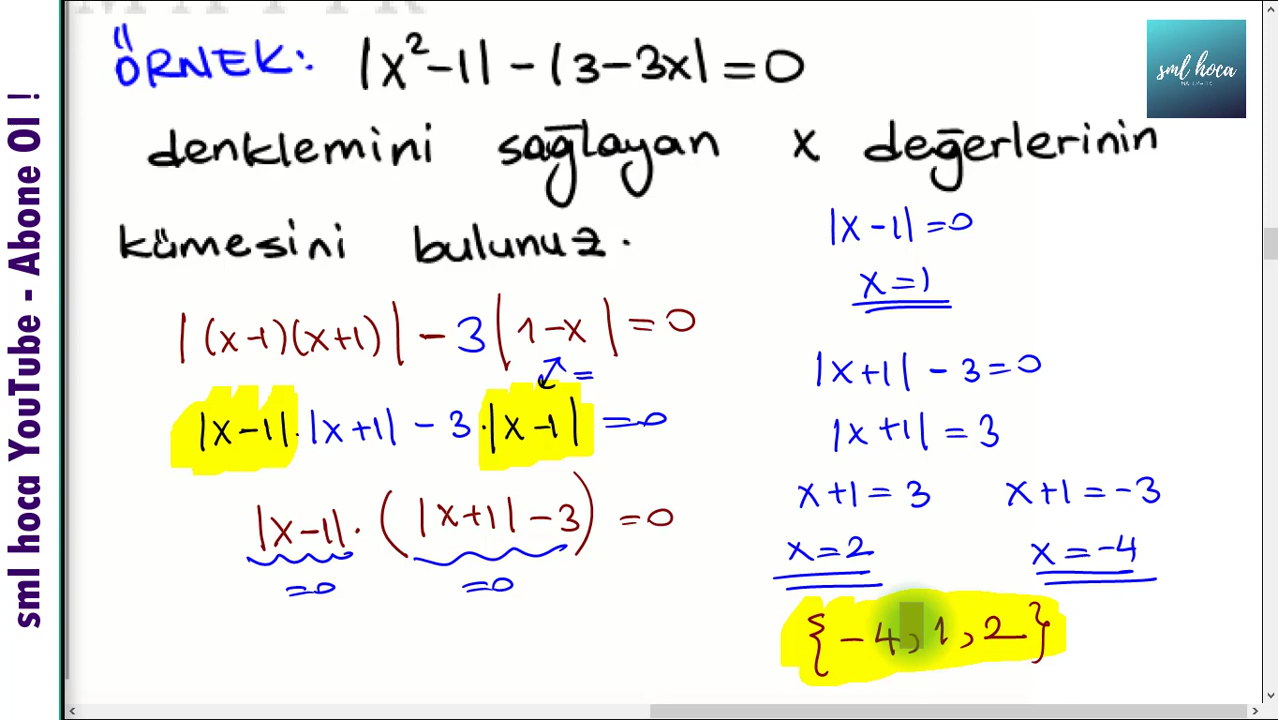 sml hoca YouTube - Abone Ol !
sml hoca
ÖRNEK: |x²-1| - |3-3x| = 0
denklemini sağlayan x değerlerinin
kümesini bulunuz.
|(x-1)(x+1)| - 3|1-x| = 0
=
|x-1|.|x+1| - 3.|x-1| = 0
|x-1|.(|x+1| - 3) = 0
=0 =0
|x-1| = 0
x=1
|x+1| - 3 = 0
|x+1| = 3
x+1 = 3 x+1 = -3
x=2 x=-4
{-4, 1, 2}